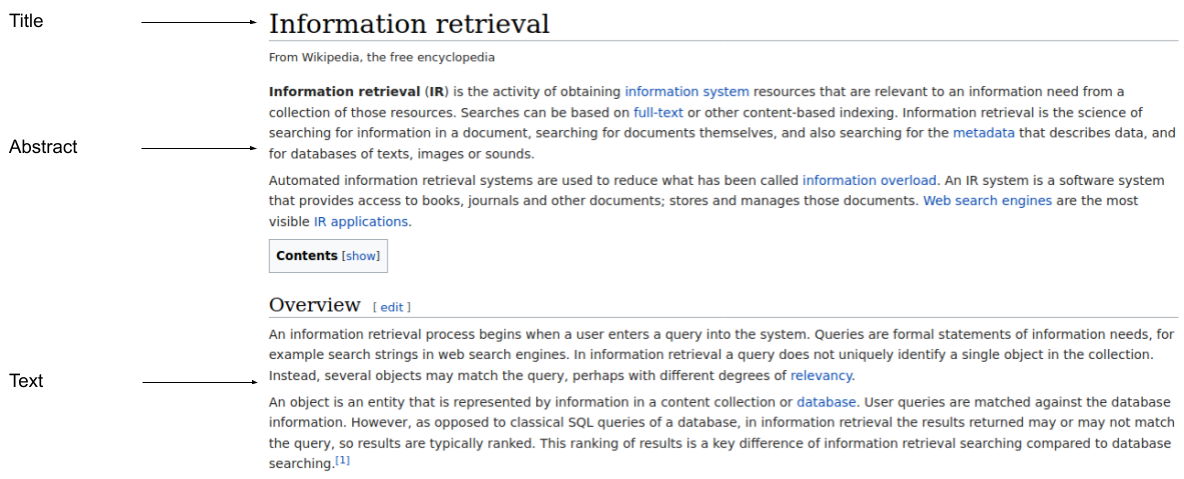 Title
Information retrieval
From Wikipedia, the free encyclopedia
Information retrieval (IR) is the activity of obtaining information system resources that are relevant to an information need from a
collection of those resources. Searches can be based on full-text or other content-based indexing. Information retrieval is the science of
searching for information in a document, searching for documents themselves, and also searching for the metadata that describes data, and
Abstract
for databases of texts, images or sounds.
Automated information retrieval systems are used to reduce what has been called information overload. An IR system is a software system
that provides access to books, journals and other documents; stores and manages those documents. Web search engines are the most
visible IR applications.
Contents [show]
Overview [ edit ]
An information retrieval process begins when a user enters a query into the system. Queries are formal statements of information needs, for
example search strings in web search engines. In information retrieval a query does not uniquely identify a single object in the collection.
Instead, several objects may match the query, perhaps with different degrees of relevancy.
Text
An object is an entity that is represented by information in a content collection or database. User queries are matched against the database
information. However, as opposed to classical SQL queries of a database, in information retrieval the results returned may or may not match
the query, so results are typically ranked. This ranking of results is a key difference of information retrieval searching compared to database
searching.[1]